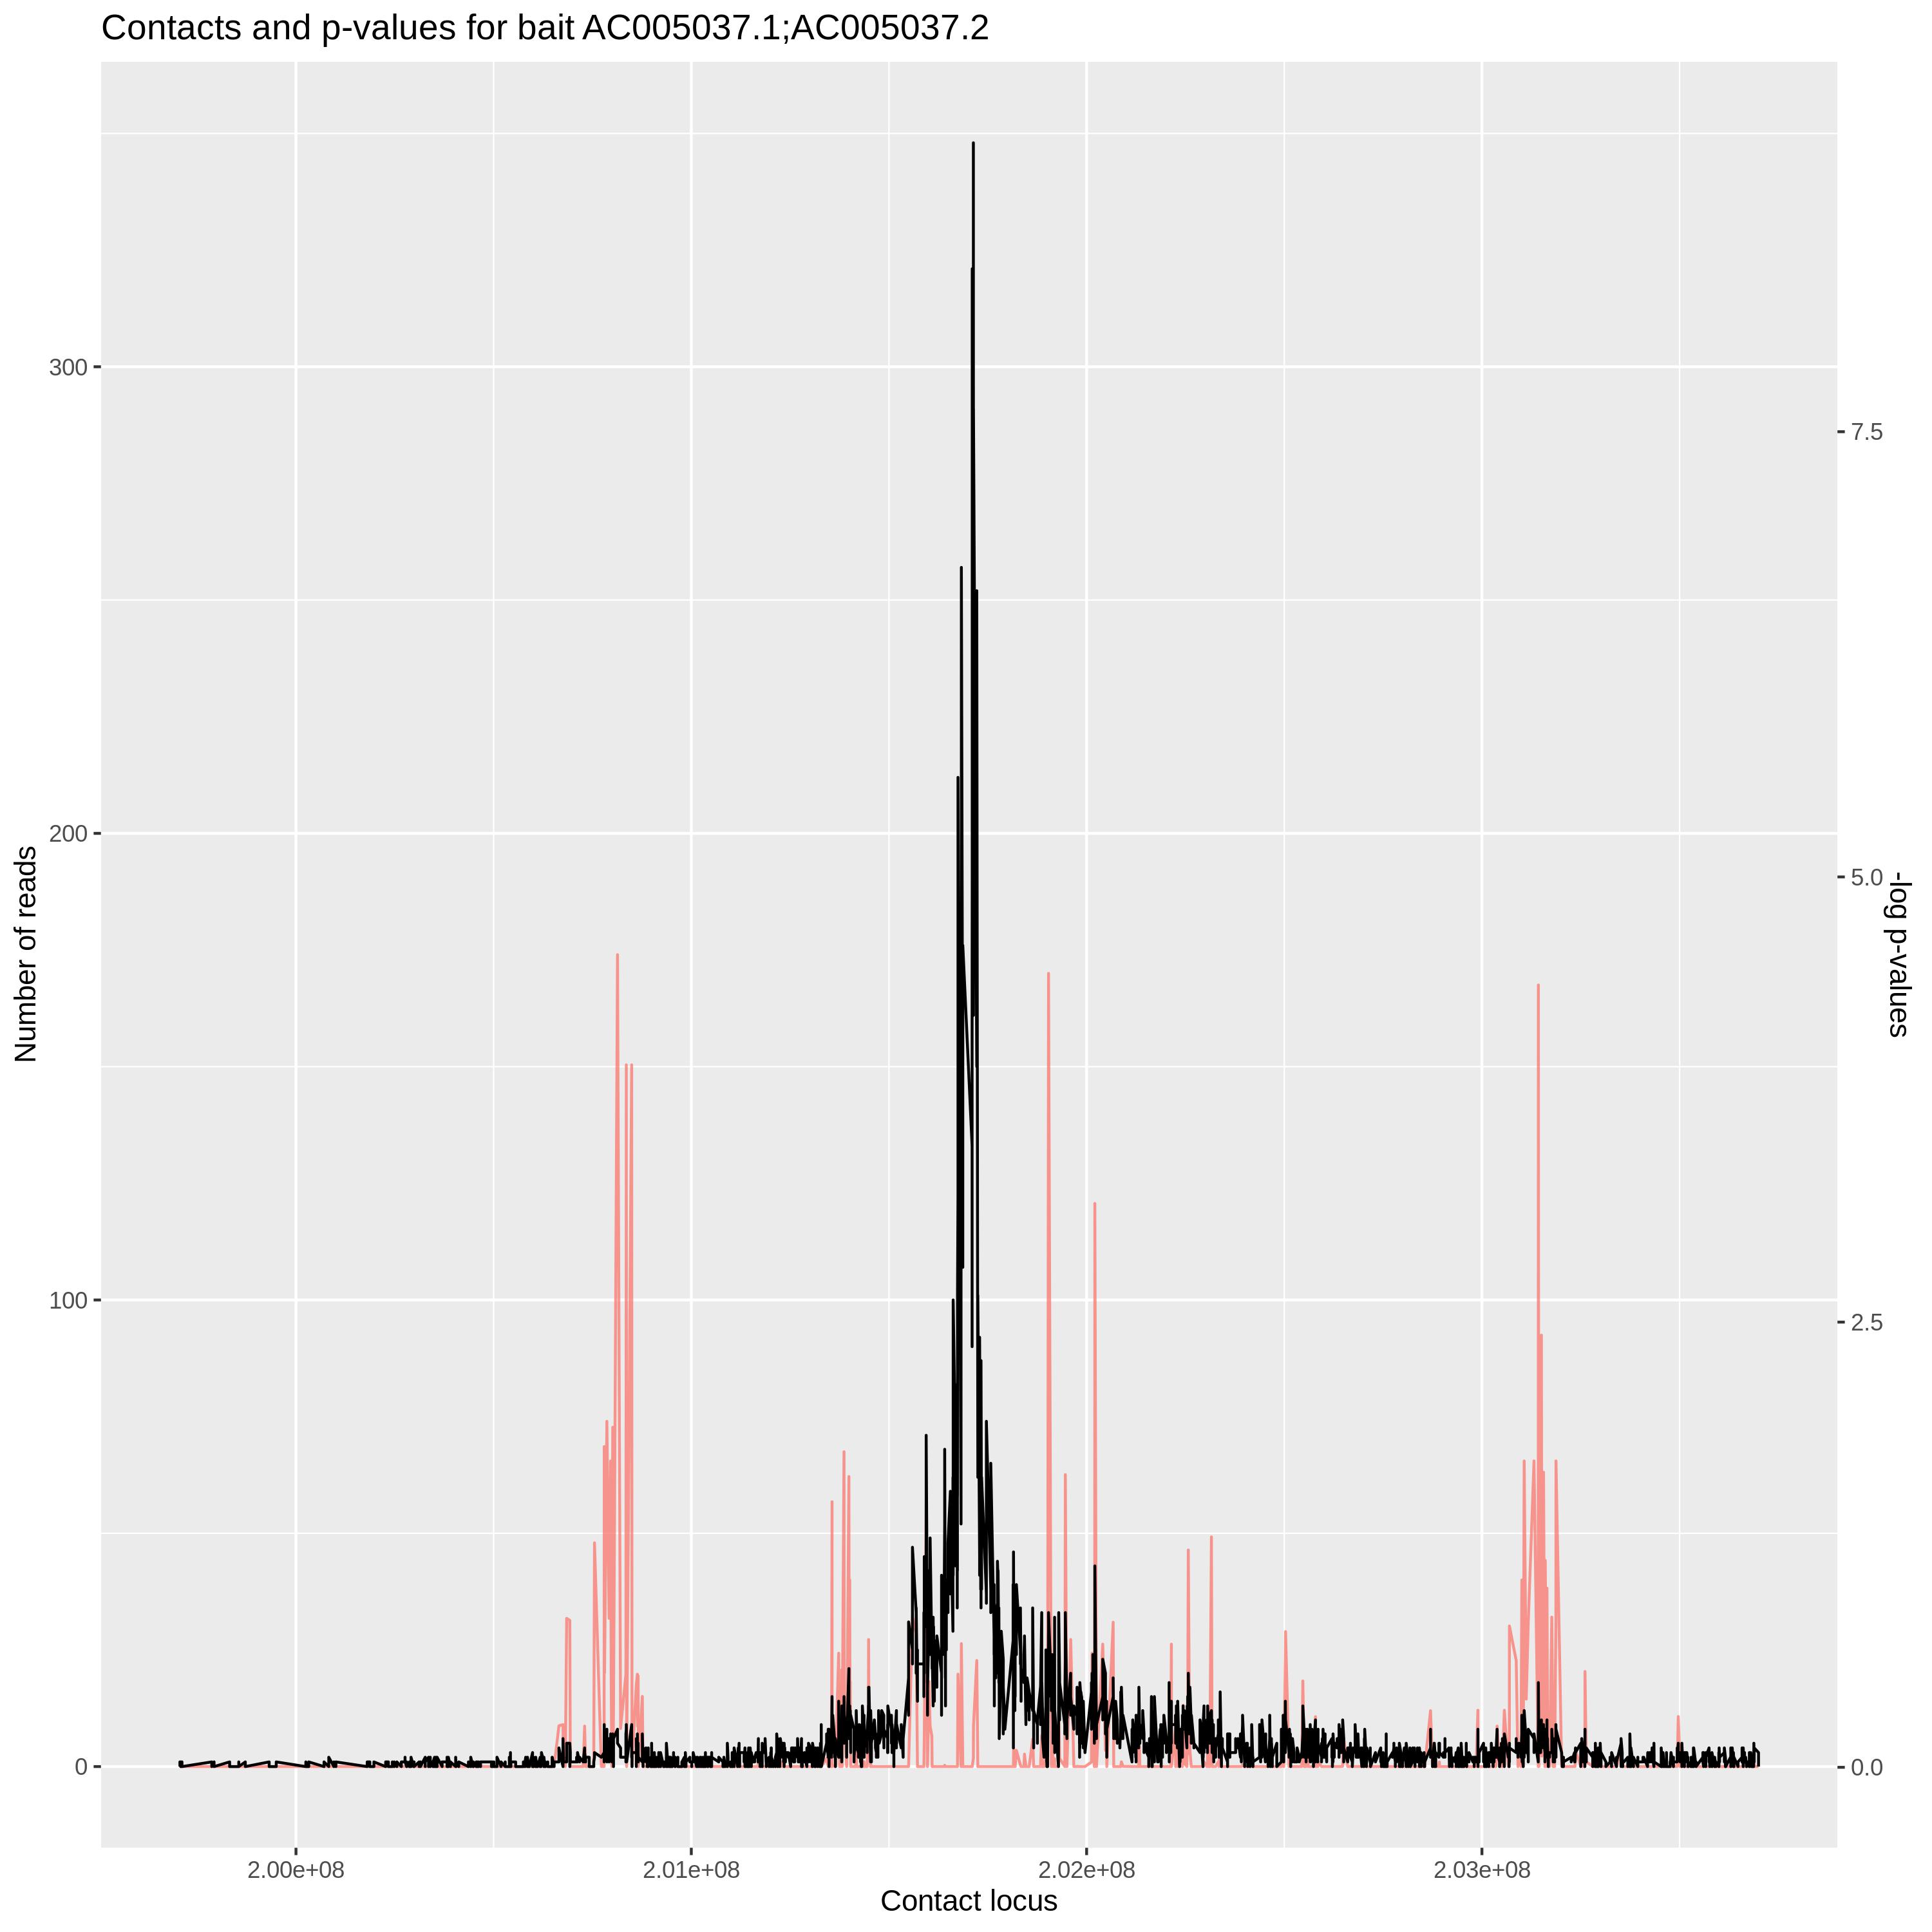 Contacts and p-values for bait AC005037.1;AC005037.2
Number of reads
300
200
100
0
7.5
5.0
2.5
0.0
-log p-values
2.00e+08
2.01e+08
2.02e+08
2.03e+08
Contact locus